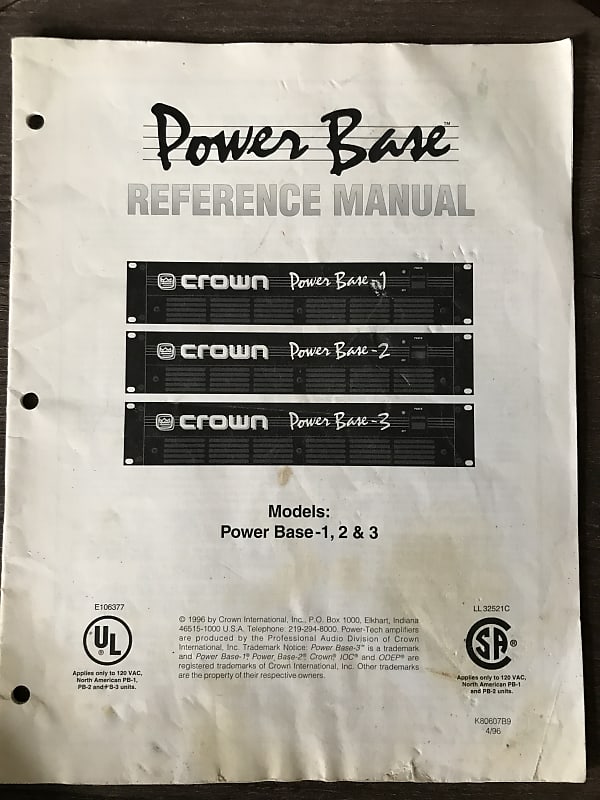 Power Base™
REFERENCE MANUAL
crown Power Base-1
crown Power Base-2
crown Power Base-3
Models:
Power Base-1, 2 & 3
E106377
UL
Applies only to 120 VAC,
North American PB-1,
PB-2 and PB-3 units.
© 1996 by Crown International, Inc., P.O. Box 1000, Elkhart, Indiana
46515-1000 U.S.A. Telephone: 219-294-8000. Power-Tech amplifiers
are produced by the Professional Audio Division of Crown
International, Inc. Trademark Notice: Power Base-3™ is a trademark
and Power Base-1,® Power, Base-2,® Crown,® IOC® and ODEP® are
registered trademarks of Crown International, Inc. Other trademarks
are the property of their respective owners.
LL32521C
SA®
Applies only to 120 VAC,
North American PB-1
and PB-2 units.
K80607B9
4/96